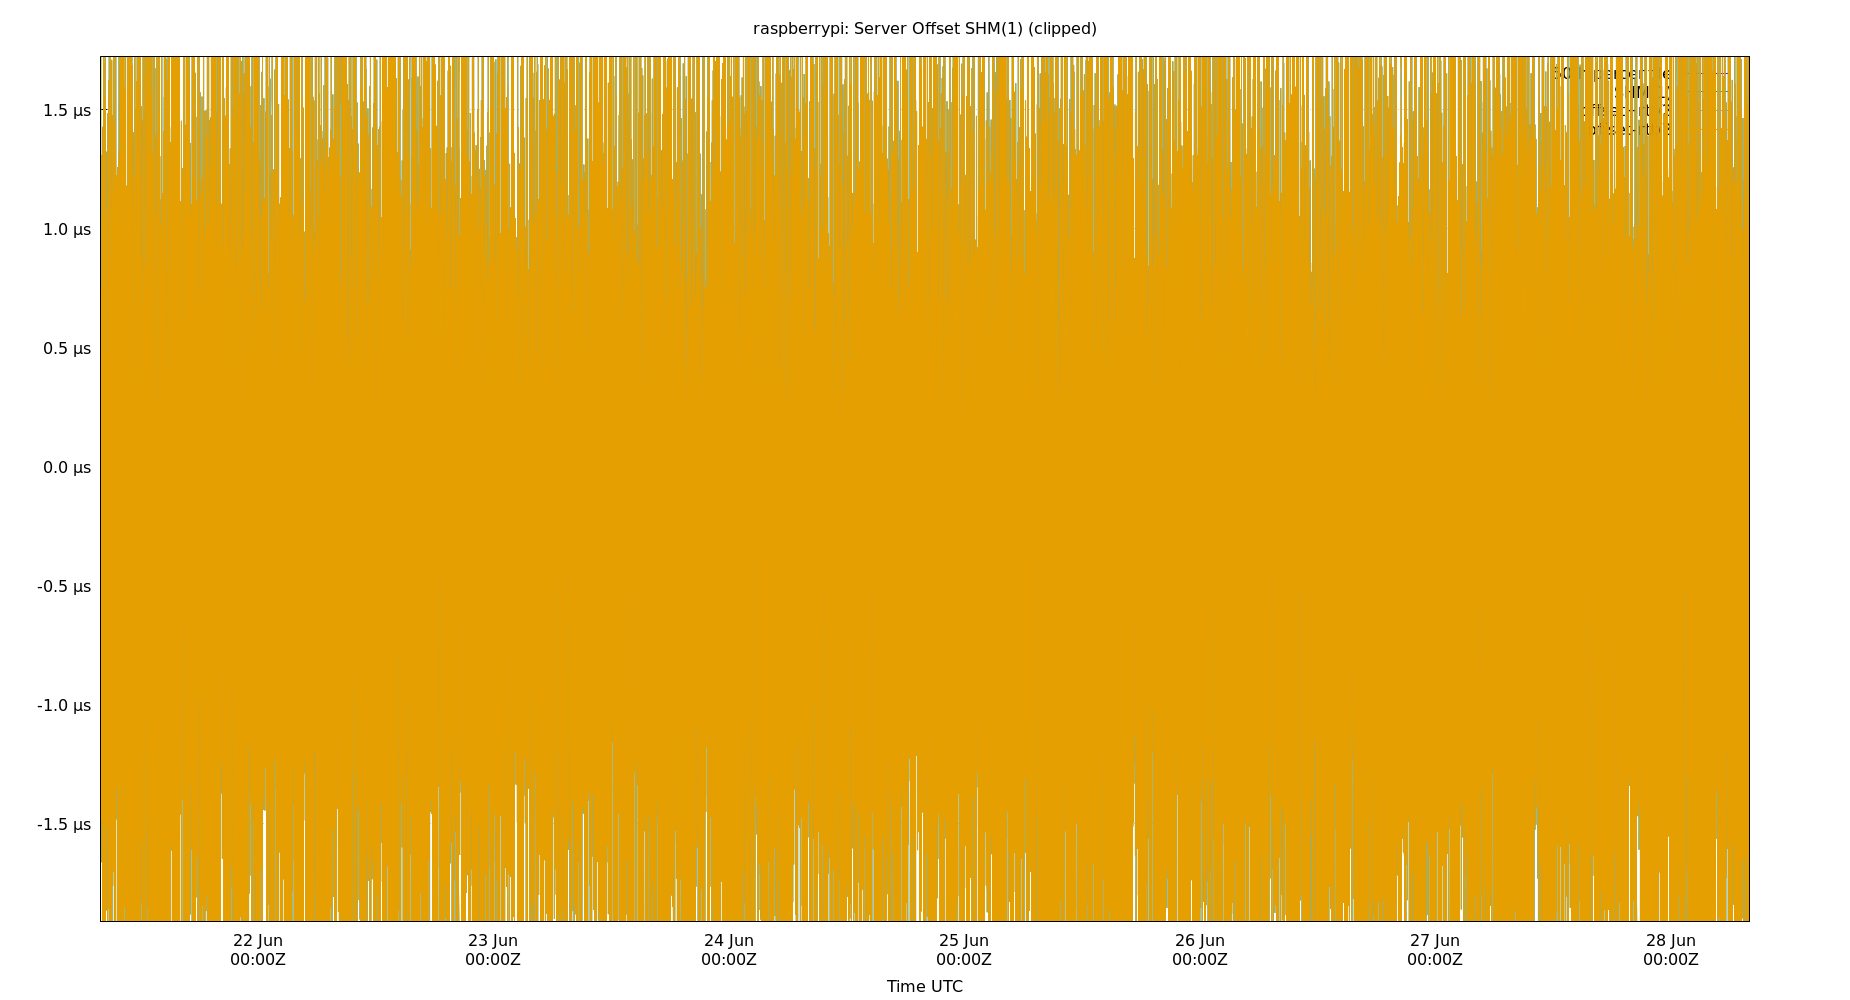 raspberrypi: Server Offset SHM(1) (clipped)
1.5 µs
1.0 µs
0.5 µs
0.0 µs
-0.5 µs
-1.0 µs
-1.5 µs
22 Jun 23 Jun 24 Jun 25 Jun 26 Jun 27 Jun 28 Jun
00:00Z 00:00Z 00:00Z 00:00Z 00:00Z 00:00Z 00:00Z
Time UTC